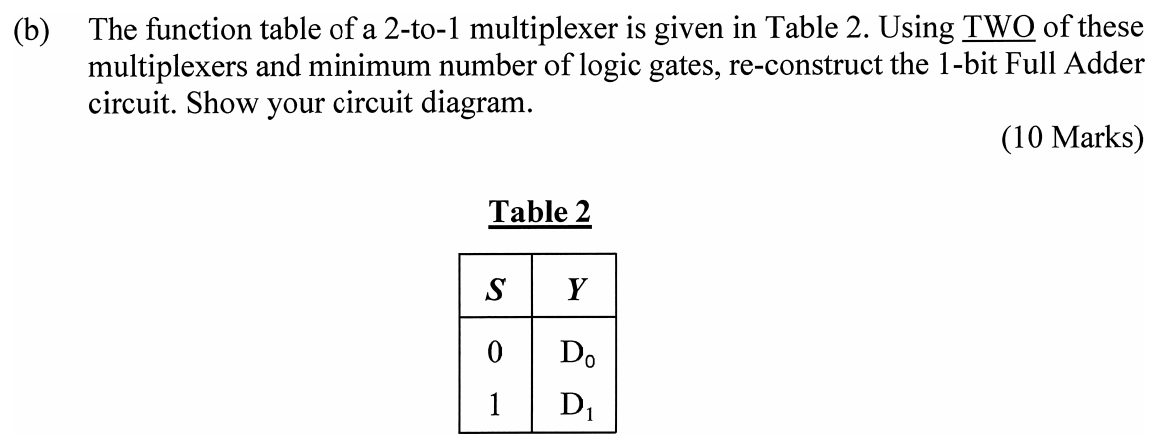 (b) The function table of a 2-to-1 multiplexer is given in Table 2. Using TWO of these
multiplexers and minimum number of logic gates, re-construct the 1-bit Full Adder
circuit. Show your circuit diagram.
(10 Marks)
Table 2
S Y
0 D₀
1 D₁